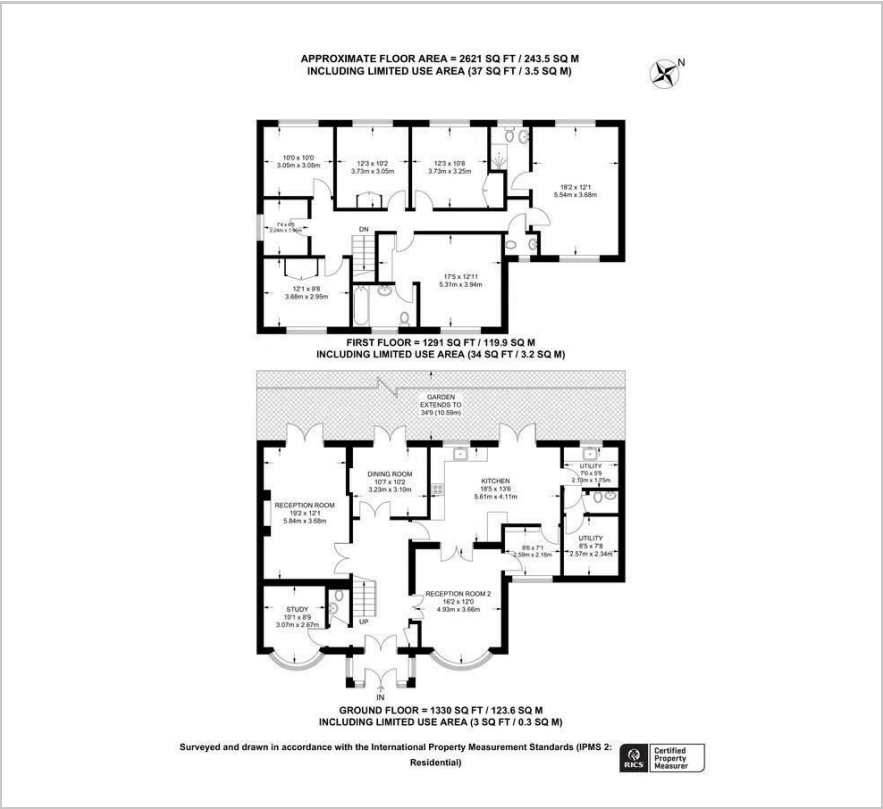 APPROXIMATE FLOOR AREA = 2621 SQ FT / 243.5 SQ M
INCLUDING LIMITED USE AREA (37 SQ FT / 3.5 SQ M)
N
10'0 x 10'0
3.05m x 3.05m
12'3 x 10'2
3.73m x 3.05m
12'3 x 10'8
3.73m x 3.25m
18'2 x 12'1
5.54m x 3.68m
2.24m x
DN
12'1 x 9'8
3.68m x 2.95m
17'5 x 12'11
5.31m x 3.94m
FIRST FLOOR = 1291 SQ FT / 119.9 SQ M
INCLUDING LIMITED USE AREA (34 SQ FT / 3.2 SQ M)
GARDEN
EXTENDS TO
34'9 (10.59m)
RECEPTION ROOM
19'2 x 12'1
5.84m x 3.68m
DINING ROOM
10'7 x 10'2
3.23m x 3.10m
KITCHEN
18'5 x 13'6
5.61m x 4.11m
UTILITY
7'0 x 5'9
2.13m x 1.75m
UTILITY
8'5 x 7'8
2.57m x 2.34m
8'6 x 7'1
2.59m x 2.16m
RECEPTION ROOM 2
16'2 x 12'0
4.93m x 3.66m
STUDY
10'1 x 8'9
3.07m x 2.67m
UP
IN
GROUND FLOOR = 1330 SQ FT / 123.6 SQ M
INCLUDING LIMITED USE AREA (3 SQ FT / 0.3 SQ M)
Surveyed and drawn in accordance with the International Property Measurement Standards (IPMS 2:
Residential)
RICS
Certified
Property
Measurer